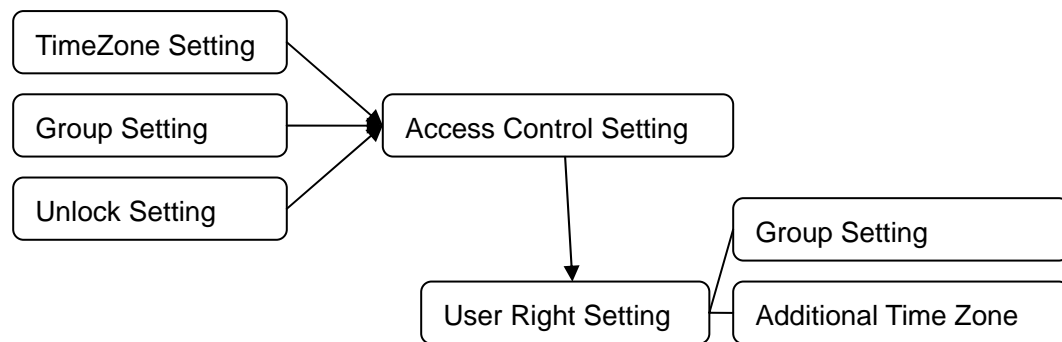 TimeZone Setting
Group Setting
Access Control Setting
Unlock Setting
Group Setting
User Right Setting
Additional Time Zone